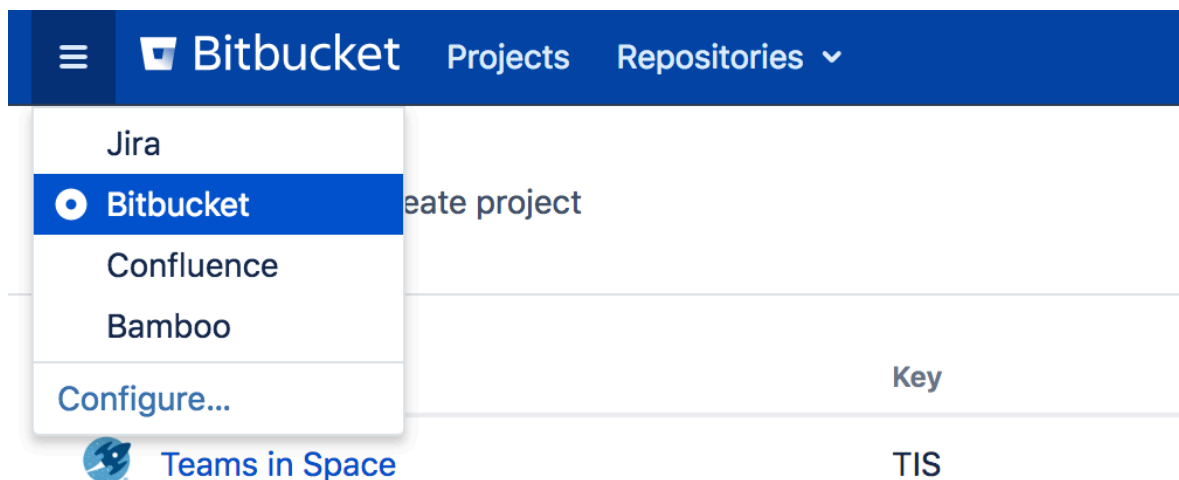 Bitbucket Projects Repositories
Jira
Bitbucket
eate project
Confluence
Bamboo
Key
Configure...
Teams in Space TIS